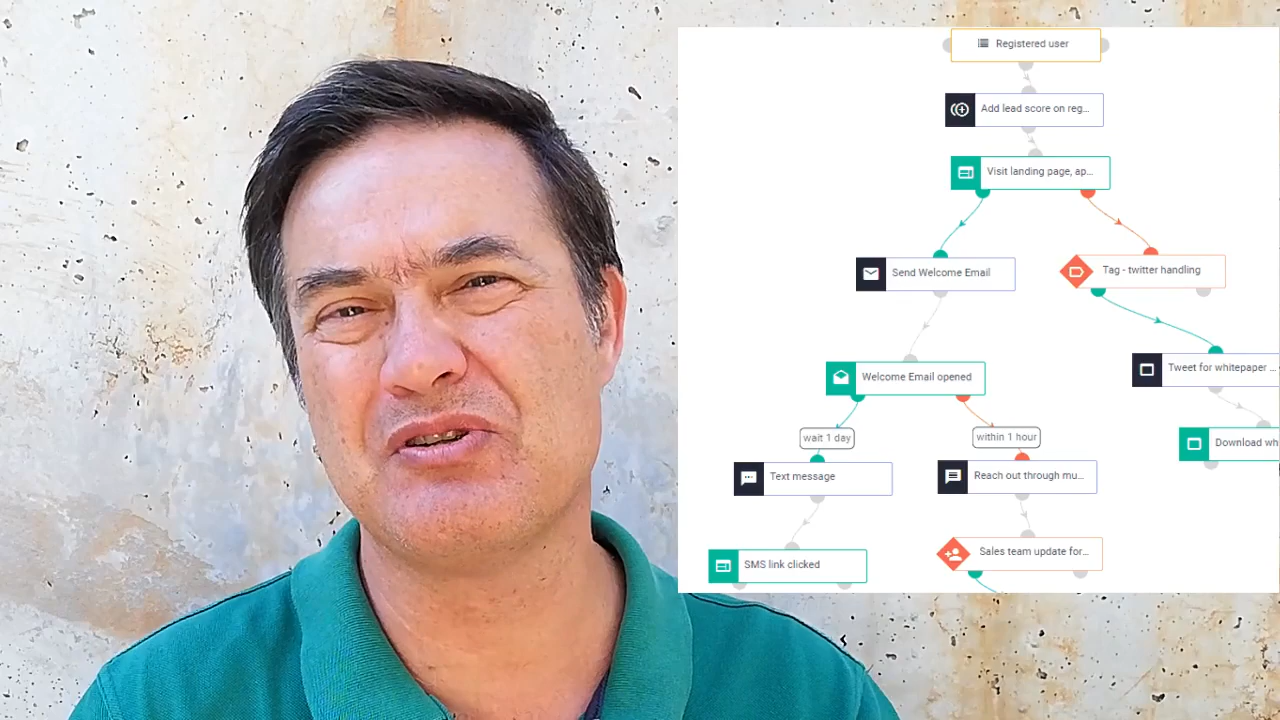 Registered user
Add lead score on reg...
Visit landing page, ap...
Send Welcome Email
Tag - twitter handling
Tweet for whitepaper ...
Welcome Email opened
wait 1 day
within 1 hour
Download wh
Text message
Reach out through mu...
Sales team update for...
SMS link clicked